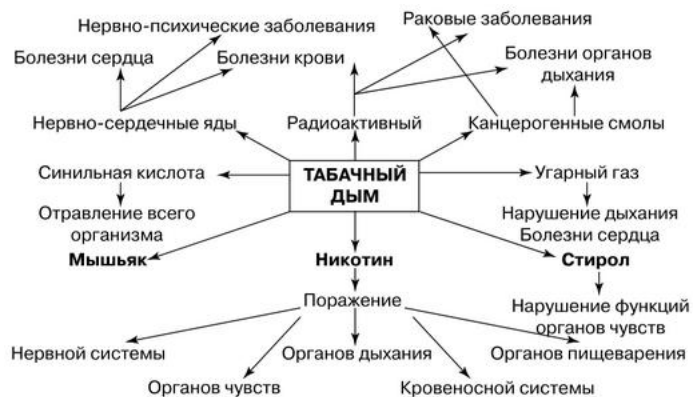 Нервно-психические заболевания
Раковые заболевания
Болезни сердца
Болезни крови
Болезни органов
дыхания
Нервно-сердечные яды
Радиоактивный
Канцерогенные смолы
Синильная кислота
ТАБАЧНЫЙ
ДЫМ
Угарный газ
Отравление всего
организма
Нарушение дыхания
Болезни сердца
Мышьяк
Никотин
Стирол
Поражение
Нарушение функций
органов чувств
Нервной системы
Органов дыхания
Органов пищеварения
Органов чувств
Кровеносной системы